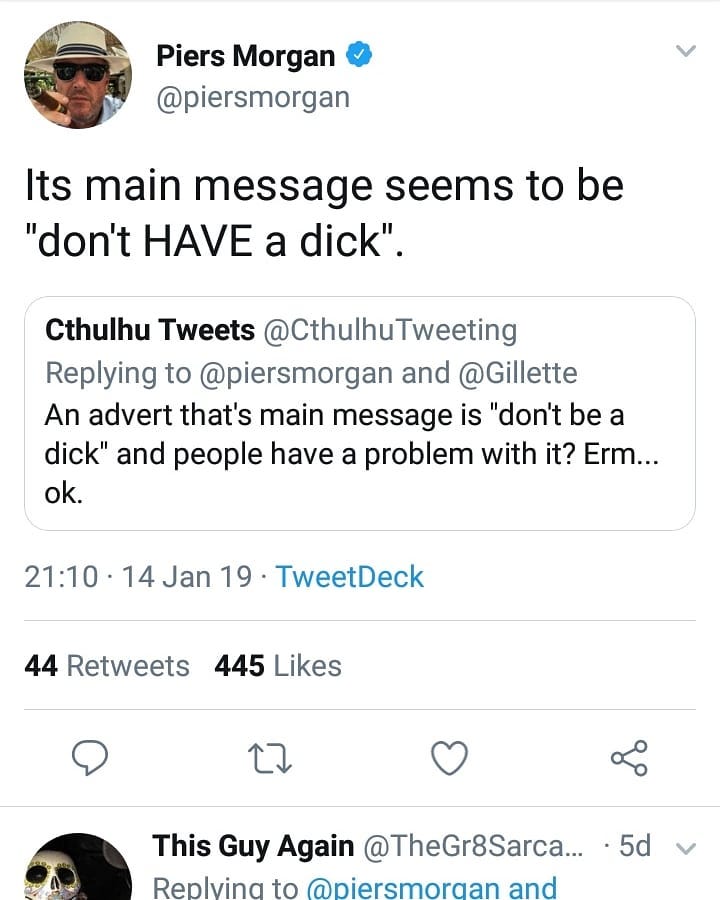 Piers Morgan
@piersmorgan
Its main message seems to be
"don't HAVE a dick".
Cthulhu Tweets @CthulhuTweeting
Replying to @piersmorgan and @Gillette
An advert that's main message is "don't be a
dick" and people have a problem with it? Erm...
ok.
21:10 · 14 Jan 19 · TweetDeck
44 Retweets 445 Likes
This Guy Again @TheGr8Sarca... · 5d
Replying to @piersmorgan and